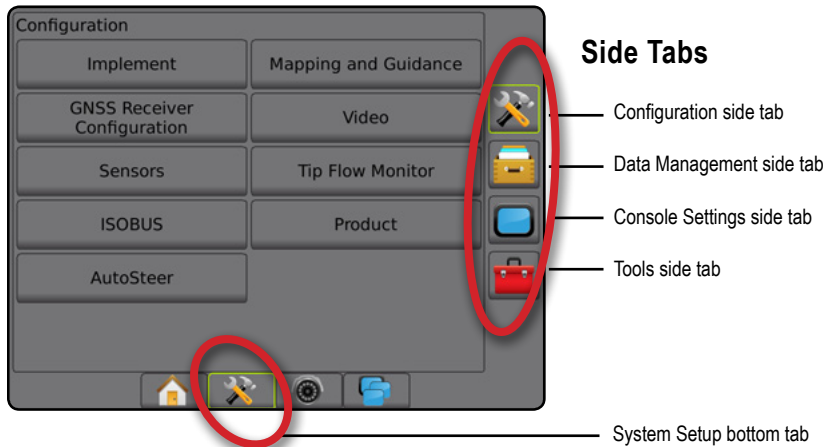 Configuration
Implement
Mapping and Guidance
GNSS Receiver
Configuration
Video
Sensors
Tip Flow Monitor
ISOBUS
Product
AutoSteer
Side Tabs
Configuration side tab
Data Management side tab
Console Settings side tab
Tools side tab
System Setup bottom tab